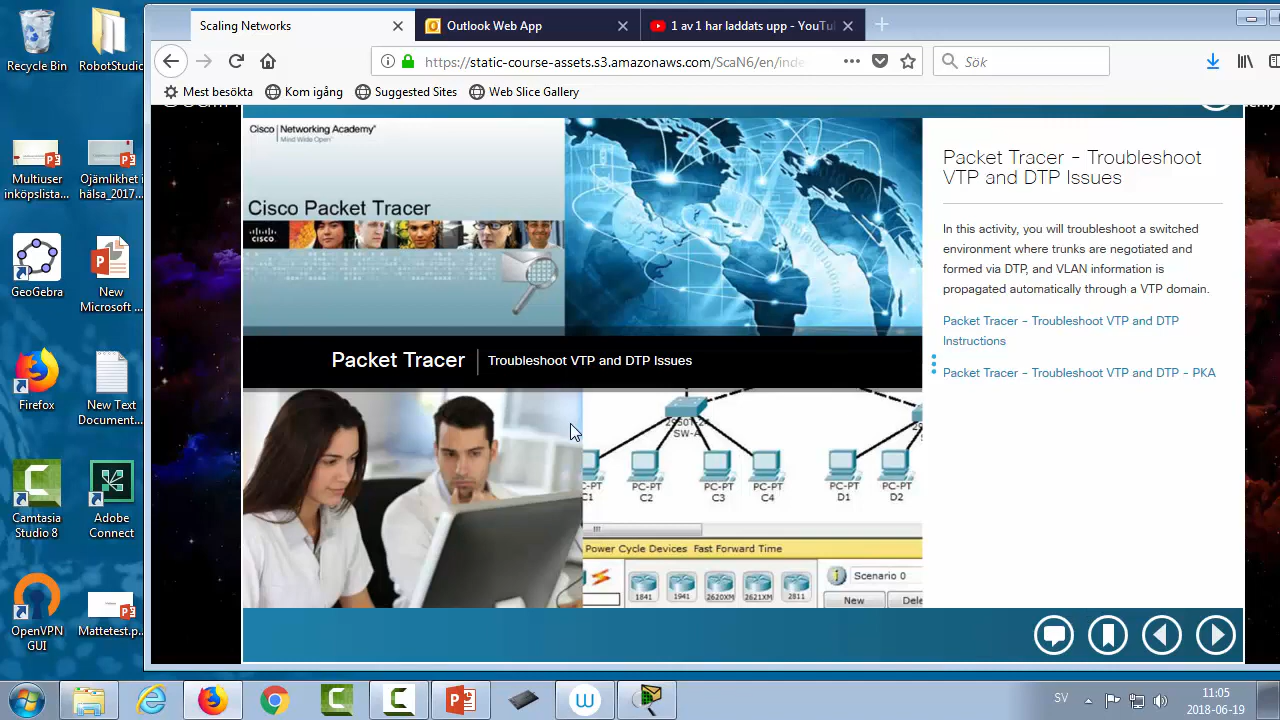 Recycle Bin
RobotStudio
Multiuser
inköpslista...
Ojämlikhet i
hälsa_2017...
GeoGebra
New
Microsoft ...
Firefox
New Text
Document...
Camtasia
Studio 8
Adobe
Connect
OpenVPN
GUI
Mattetest.p...
Scaling Networks
Outlook Web App
1 av 1 har laddats upp - YouTu
https://static-course-assets.s3.amazonaws.com/ScaN6/en/inde
Sök
Mest besökta
Kom igång
Suggested Sites
Web Slice Gallery
Cisco Networking Academy
Mind Wide Open
Cisco Packet Tracer
CISCO
Packet Tracer
Troubleshoot VTP and DTP Issues
SW-A
PC-PT
C1
PC-PT
C2
PC-PT
C3
PC-PT
C4
PC-PT
D1
PC-PT
D2
Power Cycle Devices Fast Forward Time
1841
1941
2620XM
2621XM
2811
Scenario 0
New
Dele
Packet Tracer – Troubleshoot
VTP and DTP Issues
In this activity, you will troubleshoot a switched
environment where trunks are negotiated and
formed via DTP, and VLAN information is
propagated automatically through a VTP domain.
Packet Tracer – Troubleshoot VTP and DTP
Instructions
Packet Tracer – Troubleshoot VTP and DTP - PKA
SV
11:05
2018-06-19